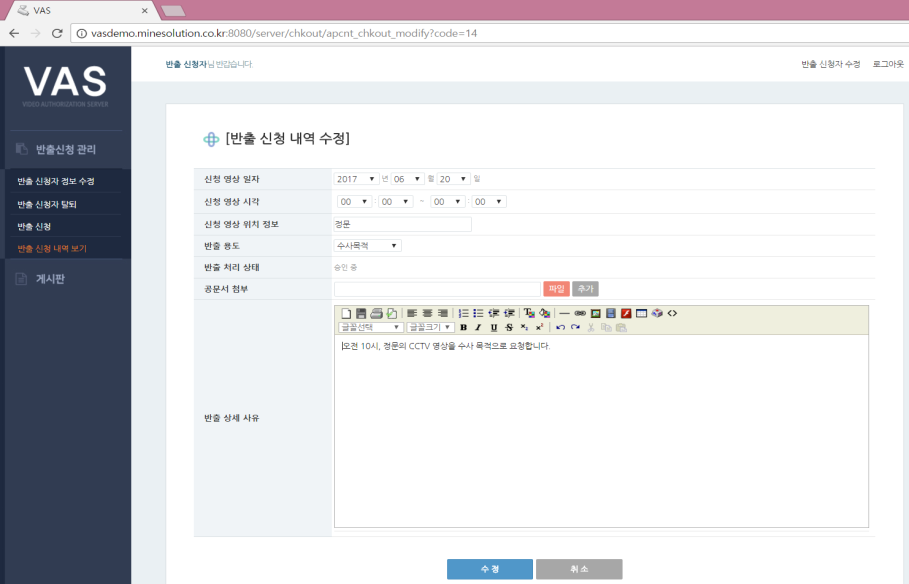 VAS
vasdemo.minesolution.co.kr:8080/server/chkout/apcnt_chkout_modify?code=14
VAS
VIDEO AUTHORIZATION SERVER
반출 신청자님 반갑습니다.
반출 신청자 수정 로그아웃
반출신청 관리
반출 신청자 정보 수정
반출 신청자 탈퇴
반출 신청
반출 신청 내역 보기
게시판
[반출 신청 내역 수정]
신청 영상 일자 2017 년 06 월 20 일
신청 영상 시각 00 : 00 ~ 00 : 00
신청 영상 위치 정보 정문
반출 용도 수사목적
반출 처리 상태 승인 중
공문서 첨부 파일 추가
글꼴선택 글꼴크기 B I U S
반출 상세 사유
오전 10시, 정문의 CCTV 영상을 수사 목적으로 요청합니다.
수 정 취 소